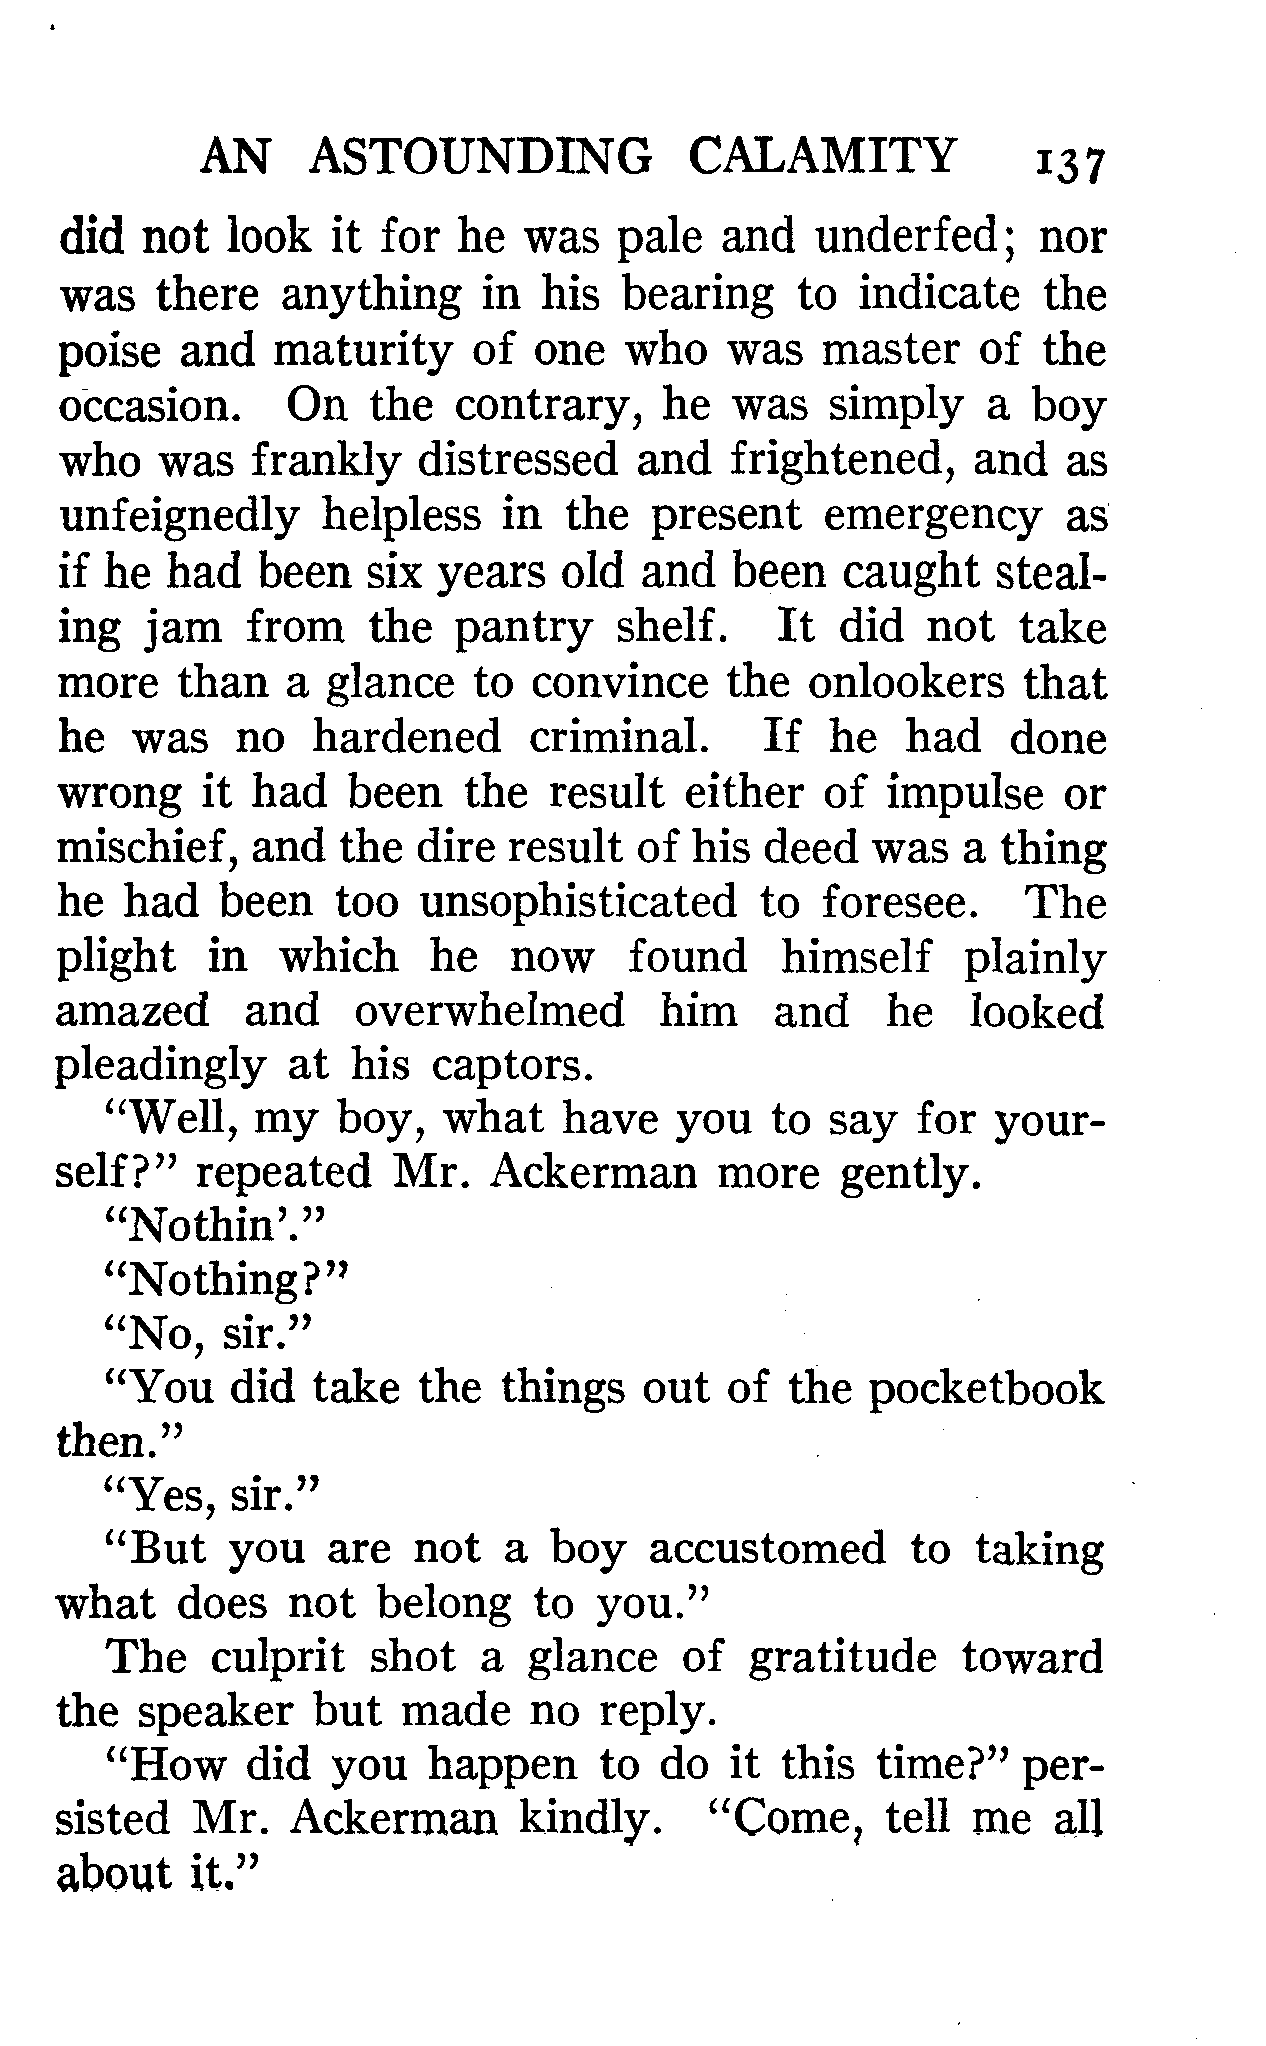 AN ASTOUNDING CALAMITY 137
did not look it for he was pale and underfed; nor
was there anything in his bearing to indicate the
poise and maturity of one who was master of the
occasion. On the contrary, he was simply a boy
who was frankly distressed and frightened, and as
unfeignedly helpless in the present emergency as
if he had been six years old and been caught steal-
ing jam from the pantry shelf. It did not take
more than a glance to convince the onlookers that
he was no hardened criminal. If he had done
wrong it had been the result either of impulse or
mischief, and the dire result of his deed was a thing
he had been too unsophisticated to foresee. The
plight in which he now found himself plainly
amazed and overwhelmed him and he looked
pleadingly at his captors.
“Well, my boy, what have you to say for your-
self?” repeated Mr. Ackerman more gently.
“Nothin’.”
“Nothing?”
“No, sir.”
“You did take the things out of the pocketbook
then.”
“Yes, sir.”
“But you are not a boy accustomed to taking
what does not belong to you.”
The culprit shot a glance of gratitude toward
the speaker but made no reply.
“How did you happen to do it this time?” per-
sisted Mr. Ackerman kindly. “Come, tell me all
about it.”